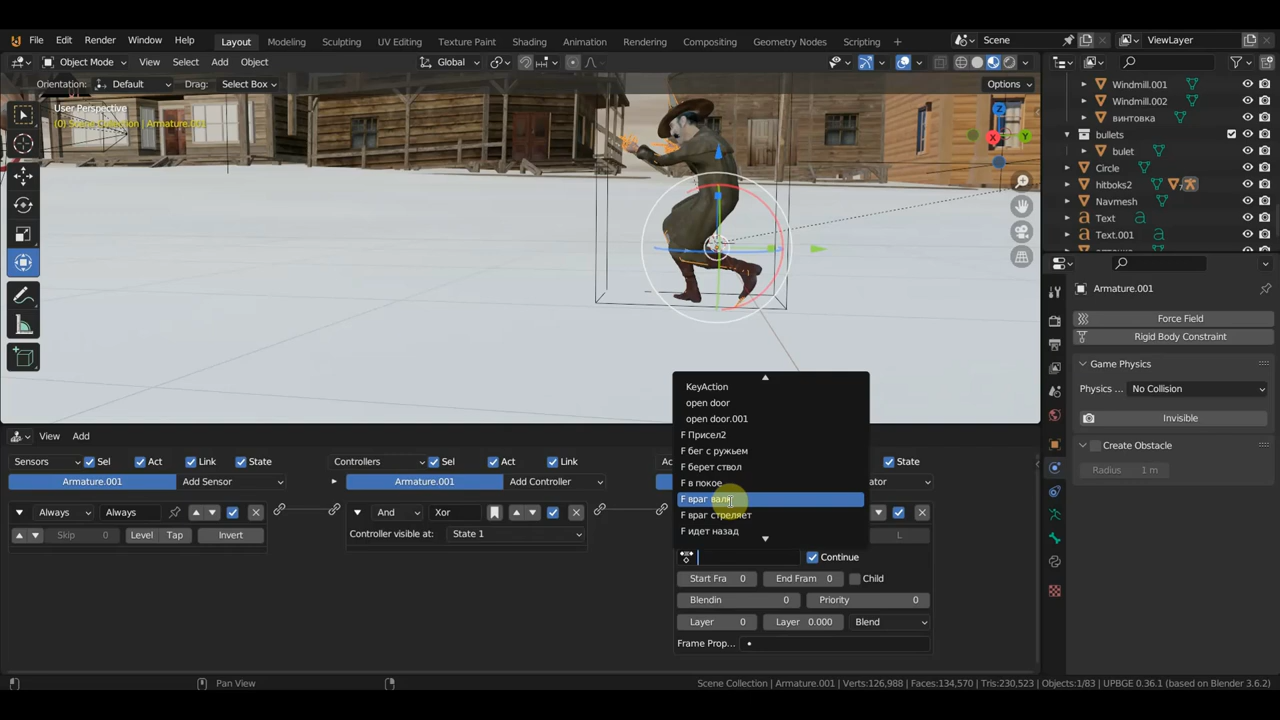 File Edit Render Window Help Layout Modeling Sculpting UV Editing Texture Paint Shading Animation Rendering Compositing Geometry Nodes Scripting + Scene ViewLayer
Object Mode View Select Add Object Global
Orientation: Default Drag: Select Box Options
User Perspective
(0) Scene Collection | Armature.001
Windmill.001
Windmill.002
винтовка
bullets
bulet
Circle
hitboks2
Navmesh
Text
Text.001
Armature.001
Force Field
Rigid Body Constraint
Game Physics
Physics ... No Collision
Invisible
Create Obstacle
Radius 1 m
View Add
Sensors Sel Act Link State Controllers Sel Act Link State
Armature.001 Add Sensor Armature.001 Add Controller
Always Always And Xor
Skip 0 Level Tap Invert Controller visible at: State 1 L
KeyAction
open door
open door.001
F Присел2
F бег с ружьем
F берет ствол
F в покое
F враг стреляет
F идет назад
Continue
Start Fra 0 End Fram 0 Child
Blendin 0 Priority 0
Layer 0 Layer 0.000 Blend
Frame Prop...
Pan View Scene Collection | Armature.001 | Verts:126,988 | Faces:134,570 | Tris:230,523 | Objects:1/83 | UPBGE 0.36.1 (based on Blender 3.6.2)